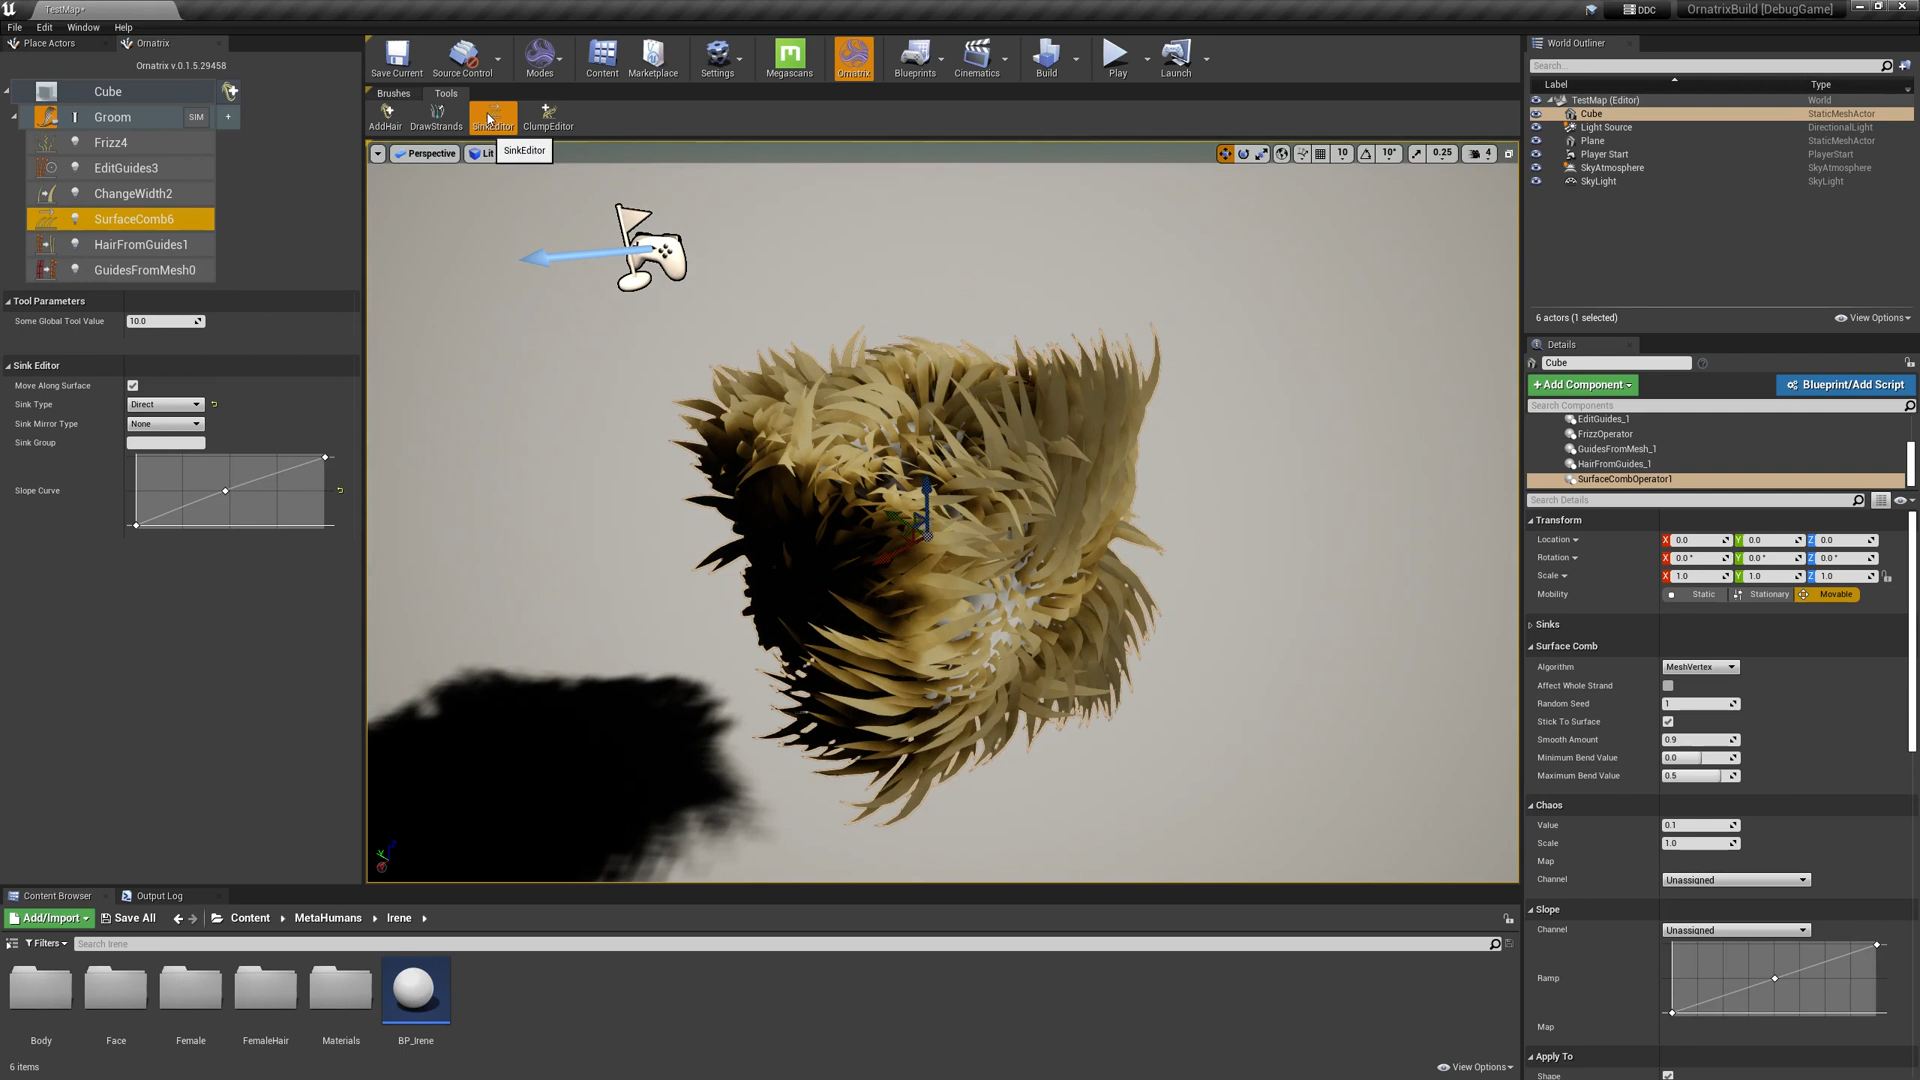 TestMap*
DDC
OrnatrixBuild [DebugGame]
File Edit Window Help
Place Actors
Ornatrix
Ornatrix v.0.1.5.29458
Cube
Groom
SIM
+
Frizz4
EditGuides3
ChangeWidth2
SurfaceComb6
HairFromGuides1
GuidesFromMesh0
Tool Parameters
Some Global Tool Value 10.0
Sink Editor
Move Along Surface
Sink Type Direct
Sink Mirror Type None
Sink Group
Slope Curve
Save Current
Source Control
Modes
Content
Marketplace
Settings
Megascans
Ornatrix
Blueprints
Cinematics
Build
Play
Launch
Brushes
Tools
AddHair
DrawStrands
SinkEditor
ClumpEditor
Perspective
Lit
SinkEditor
10
10°
0.25
4
World Outliner
Search...
Label Type
TestMap (Editor) World
Cube StaticMeshActor
Light Source DirectionalLight
Plane StaticMeshActor
Player Start PlayerStart
SkyAtmosphere SkyAtmosphere
SkyLight SkyLight
6 actors (1 selected)
View Options
Details
Cube
+Add Component
Blueprint/Add Script
Search Components
EditGuides_1
FrizzOperator
GuidesFromMesh_1
HairFromGuides_1
SurfaceCombOperator1
Search Details
Transform
Location X 0.0 Y 0.0 Z 0.0
Rotation X 0.0° Y 0.0° Z 0.0°
Scale X 1.0 Y 1.0 Z 1.0
Mobility Static Stationary Movable
Sinks
Surface Comb
Algorithm MeshVertex
Affect Whole Strand
Random Seed 1
Stick To Surface
Smooth Amount 0.9
Minimum Bend Value 0.0
Maximum Bend Value 0.5
Chaos
Value 0.1
Scale 1.0
Map
Channel Unassigned
Slope
Channel Unassigned
Ramp
Map
Apply To
Shape
Content Browser
Output Log
Add/Import
Save All
Content
MetaHumans
Irene
Filters
Search Irene
Body
Face
Female
FemaleHair
Materials
BP_Irene
6 items
View Options